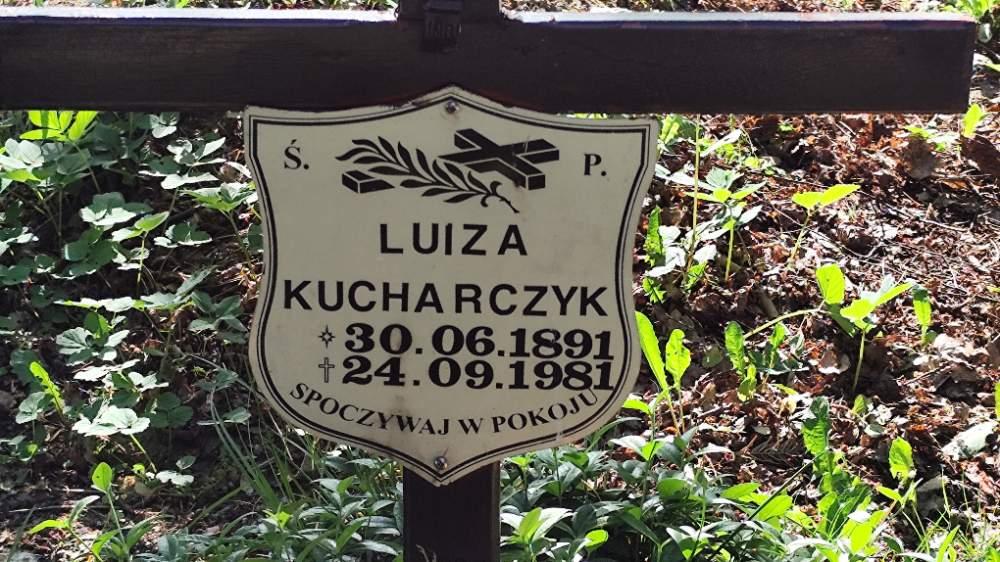 Ś. P.
LUIZA
KUCHARCZYK
30.06.1891
24.09.1981
SPOCZYWAJ W POKOJU